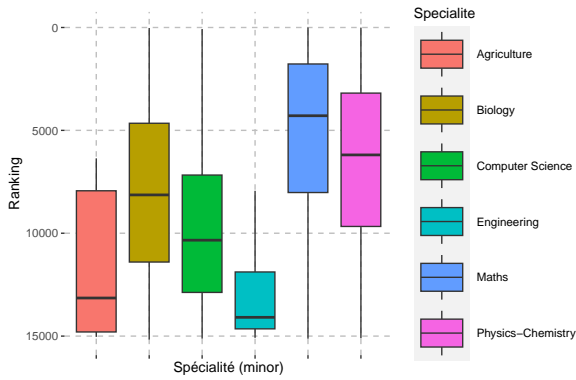 Specialite
0
5000
10000
15000
Ranking
Spécialité (minor)
Agriculture
Biology
Computer Science
Engineering
Maths
Physics−Chemistry